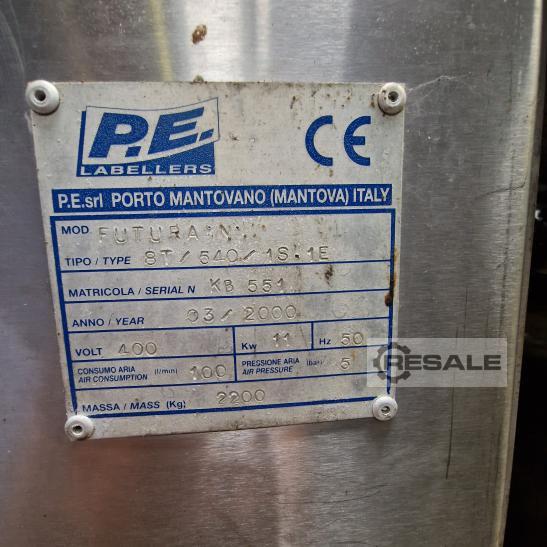 P.E.
LABELLERS
CE
P.E.srl PORTO MANTOVANO (MANTOVA) ITALY
MOD FUTURA N
TIPO / TYPE 8T/540/1S.1E
MATRICOLA / SERIAL N KB 551
ANNO / YEAR 03/2000
VOLT 400 Kw 11 Hz 50
CONSUMO ARIA
AIR CONSUMPTION (l/min) 100 PRESSIONE ARIA
AIR PRESSURE (bar) 5
MASSA / MASS (Kg) 2200
RESALE